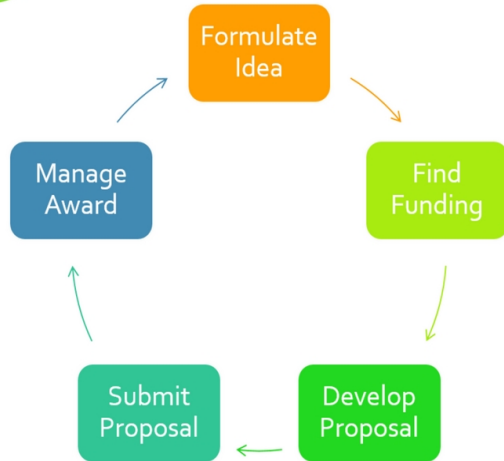 Formulate
Idea
Find
Funding
Develop
Proposal
Submit
Proposal
Manage
Award